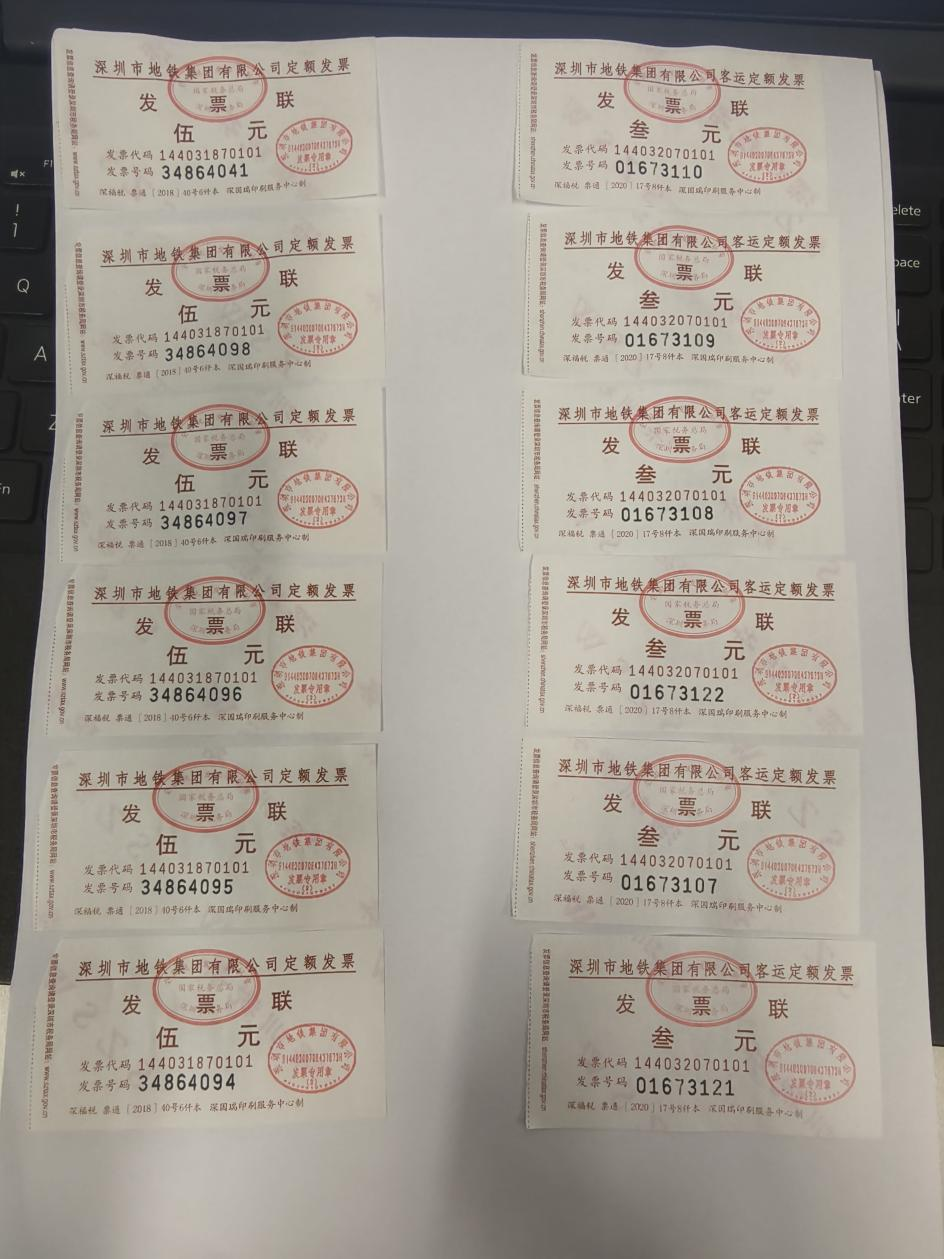 深圳市地铁集团有限公司定额发票
发 票 联
伍 元
发票代码 144031870101
发票号码 34864041
深福税 票通〔2018〕40号6仟本 深国瑞印刷服务中心制
深圳市地铁集团有限公司定额发票
发 票 联
伍 元
发票代码 144031870101
发票号码 34864098
深福税 票通〔2018〕40号6仟本 深国瑞印刷服务中心制
深圳市地铁集团有限公司定额发票
发 票 联
伍 元
发票代码 144031870101
发票号码 34864097
深福税 票通〔2018〕40号6仟本 深国瑞印刷服务中心制
深圳市地铁集团有限公司定额发票
发 票 联
伍 元
发票代码 144031870101
发票号码 34864096
深福税 票通〔2018〕40号6仟本 深国瑞印刷服务中心制
深圳市地铁集团有限公司定额发票
发 票 联
伍 元
发票代码 144031870101
发票号码 34864095
深福税 票通〔2018〕40号6仟本 深国瑞印刷服务中心制
深圳市地铁集团有限公司定额发票
发 票 联
伍 元
发票代码 144031870101
发票号码 34864094
深福税 票通〔2018〕40号6仟本 深国瑞印刷服务中心制
深圳市地铁集团有限公司客运定额发票
发 票 联
叁 元
发票代码 144032070101
发票号码 01673110
深福税 票通〔2020〕17号8仟本 深国瑞印刷服务中心制
深圳市地铁集团有限公司客运定额发票
发 票 联
叁 元
发票代码 144032070101
发票号码 01673109
深福税 票通〔2020〕17号8仟本 深国瑞印刷服务中心制
深圳市地铁集团有限公司客运定额发票
发 票 联
叁 元
发票代码 144032070101
发票号码 01673108
深福税 票通〔2020〕17号8仟本 深国瑞印刷服务中心制
深圳市地铁集团有限公司客运定额发票
发 票 联
叁 元
发票代码 144032070101
发票号码 01673122
深福税 票通〔2020〕17号8仟本 深国瑞印刷服务中心制
深圳市地铁集团有限公司客运定额发票
发 票 联
叁 元
发票代码 144032070101
发票号码 01673107
深福税 票通〔2020〕17号8仟本 深国瑞印刷服务中心制
深圳市地铁集团有限公司客运定额发票
发 票 联
叁 元
发票代码 144032070101
发票号码 01673121
深福税 票通〔2020〕17号8仟本 深国瑞印刷服务中心制